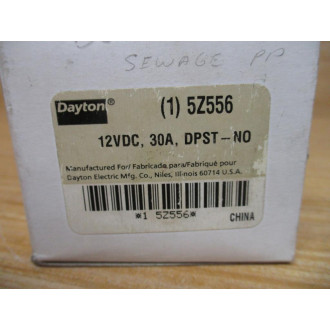 SEWAGE PP
Dayton® (1) 5Z556
12VDC, 30A, DPST-NO
Manufactured For/Fabricada para/Fabriqué pour
Dayton Electric Mfg. Co., Niles, Illinois 60714 U.S.A.
*1 5Z556* CHINA